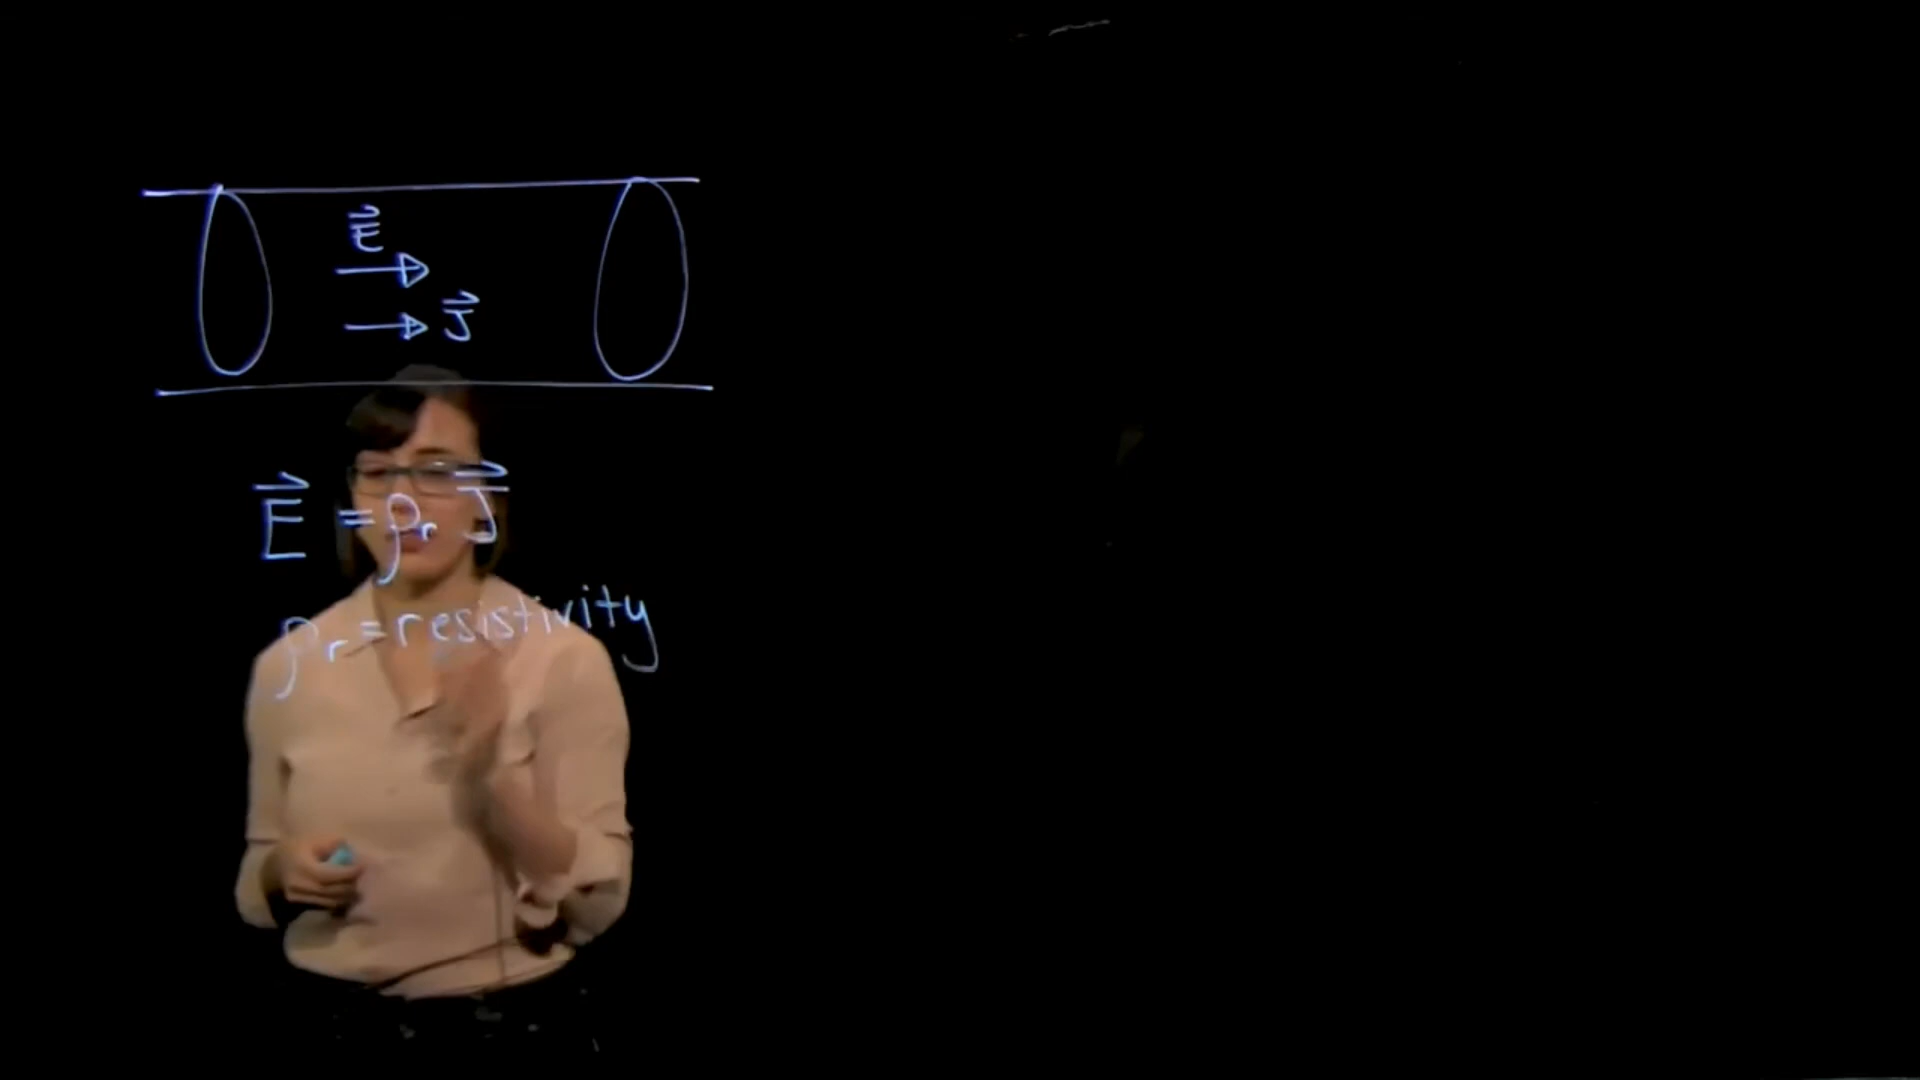 E⃗
J⃗
E⃗ = ρr J⃗
ρr = resistivity